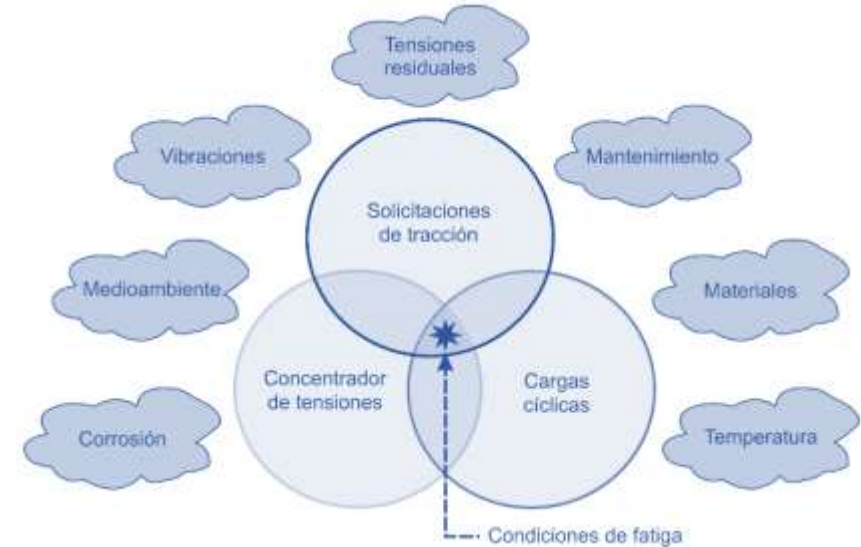 Tensiones
residuales
Vibraciones
Mantenimiento
Solicitaciones
de tracción
Medioambiente
Materiales
Concentrador
de tensiones
Cargas
cíclicas
Corrosión
Temperatura
Condiciones de fatiga